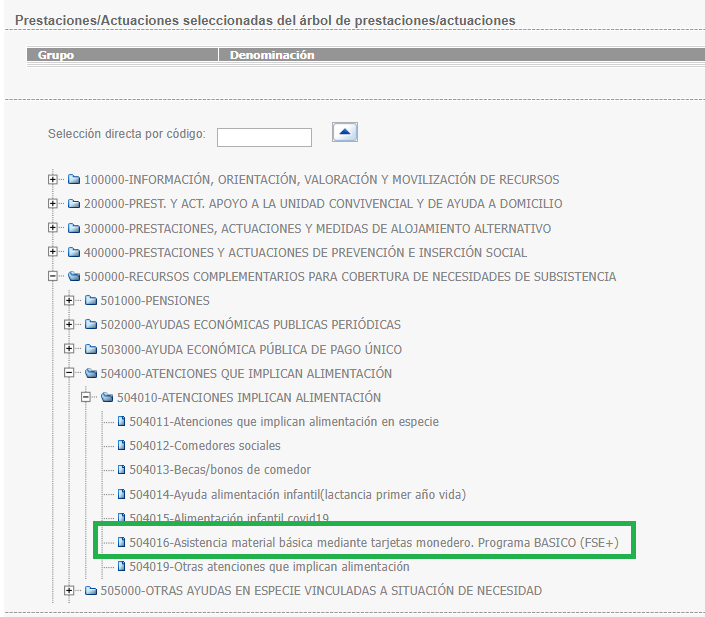 Prestaciones/Actuaciones seleccionadas del árbol de prestaciones/actuaciones
Grupo Denominación
Selección directa por código:
100000-INFORMACIÓN, ORIENTACIÓN, VALORACIÓN Y MOVILIZACIÓN DE RECURSOS
200000-PREST. Y ACT. APOYO A LA UNIDAD CONVIVENCIAL Y DE AYUDA A DOMICILIO
300000-PRESTACIONES, ACTUACIONES Y MEDIDAS DE ALOJAMIENTO ALTERNATIVO
400000-PRESTACIONES Y ACTUACIONES DE PREVENCIÓN E INSERCIÓN SOCIAL
500000-RECURSOS COMPLEMENTARIOS PARA COBERTURA DE NECESIDADES DE SUBSISTENCIA
501000-PENSIONES
502000-AYUDAS ECONÓMICAS PUBLICAS PERIÓDICAS
503000-AYUDA ECONÓMICA PÚBLICA DE PAGO ÚNICO
504000-ATENCIONES QUE IMPLICAN ALIMENTACIÓN
504010-ATENCIONES IMPLICAN ALIMENTACIÓN
504011-Atenciones que implican alimentación en especie
504012-Comedores sociales
504013-Becas/bonos de comedor
504014-Ayuda alimentación infantil(lactancia primer año vida)
504015-Alimentación infantil covid19
504016-Asistencia material básica mediante tarjetas monedero. Programa BASICO (FSE+)
504019-Otras atenciones que implican alimentación
505000-OTRAS AYUDAS EN ESPECIE VINCULADAS A SITUACIÓN DE NECESIDAD